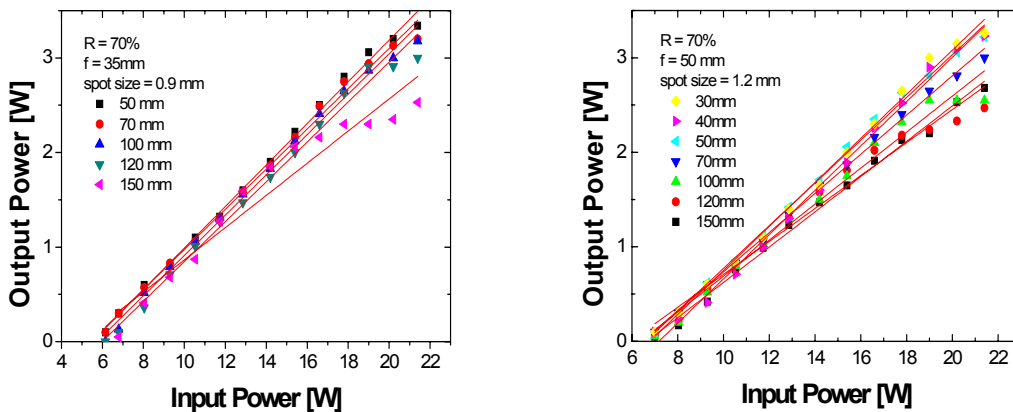 R = 70%
f = 35mm
spot size = 0.9 mm
50 mm
70 mm
100 mm
120 mm
150 mm
3
2
1
0
4 6 8 10 12 14 16 18 20 22
Output Power [W]
Input Power [W]
R = 70%
f = 50 mm
spot size = 1.2 mm
30mm
40mm
50mm
70mm
100mm
120mm
150mm
3
2
1
0
6 8 10 12 14 16 18 20 22
Output Power [W]
Input Power [W]